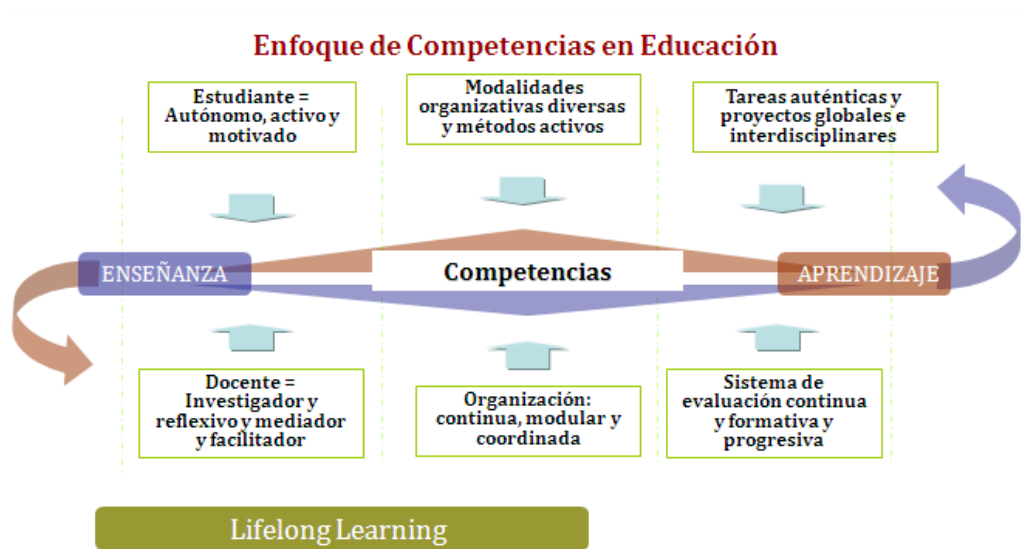 Enfoque de Competencias en Educación
Estudiante =
Autónomo, activo y
motivado
Modalidades
organizativas diversas
y métodos activos
Tareas auténticas y
proyectos globales e
interdisciplinares
ENSEÑANZA
Competencias
APRENDIZAJE
Docente =
Investigador y
reflexivo y mediador
y facilitador
Organización:
continua, modular y
coordinada
Sistema de
evaluación continua
y formativa y
progresiva
Lifelong Learning